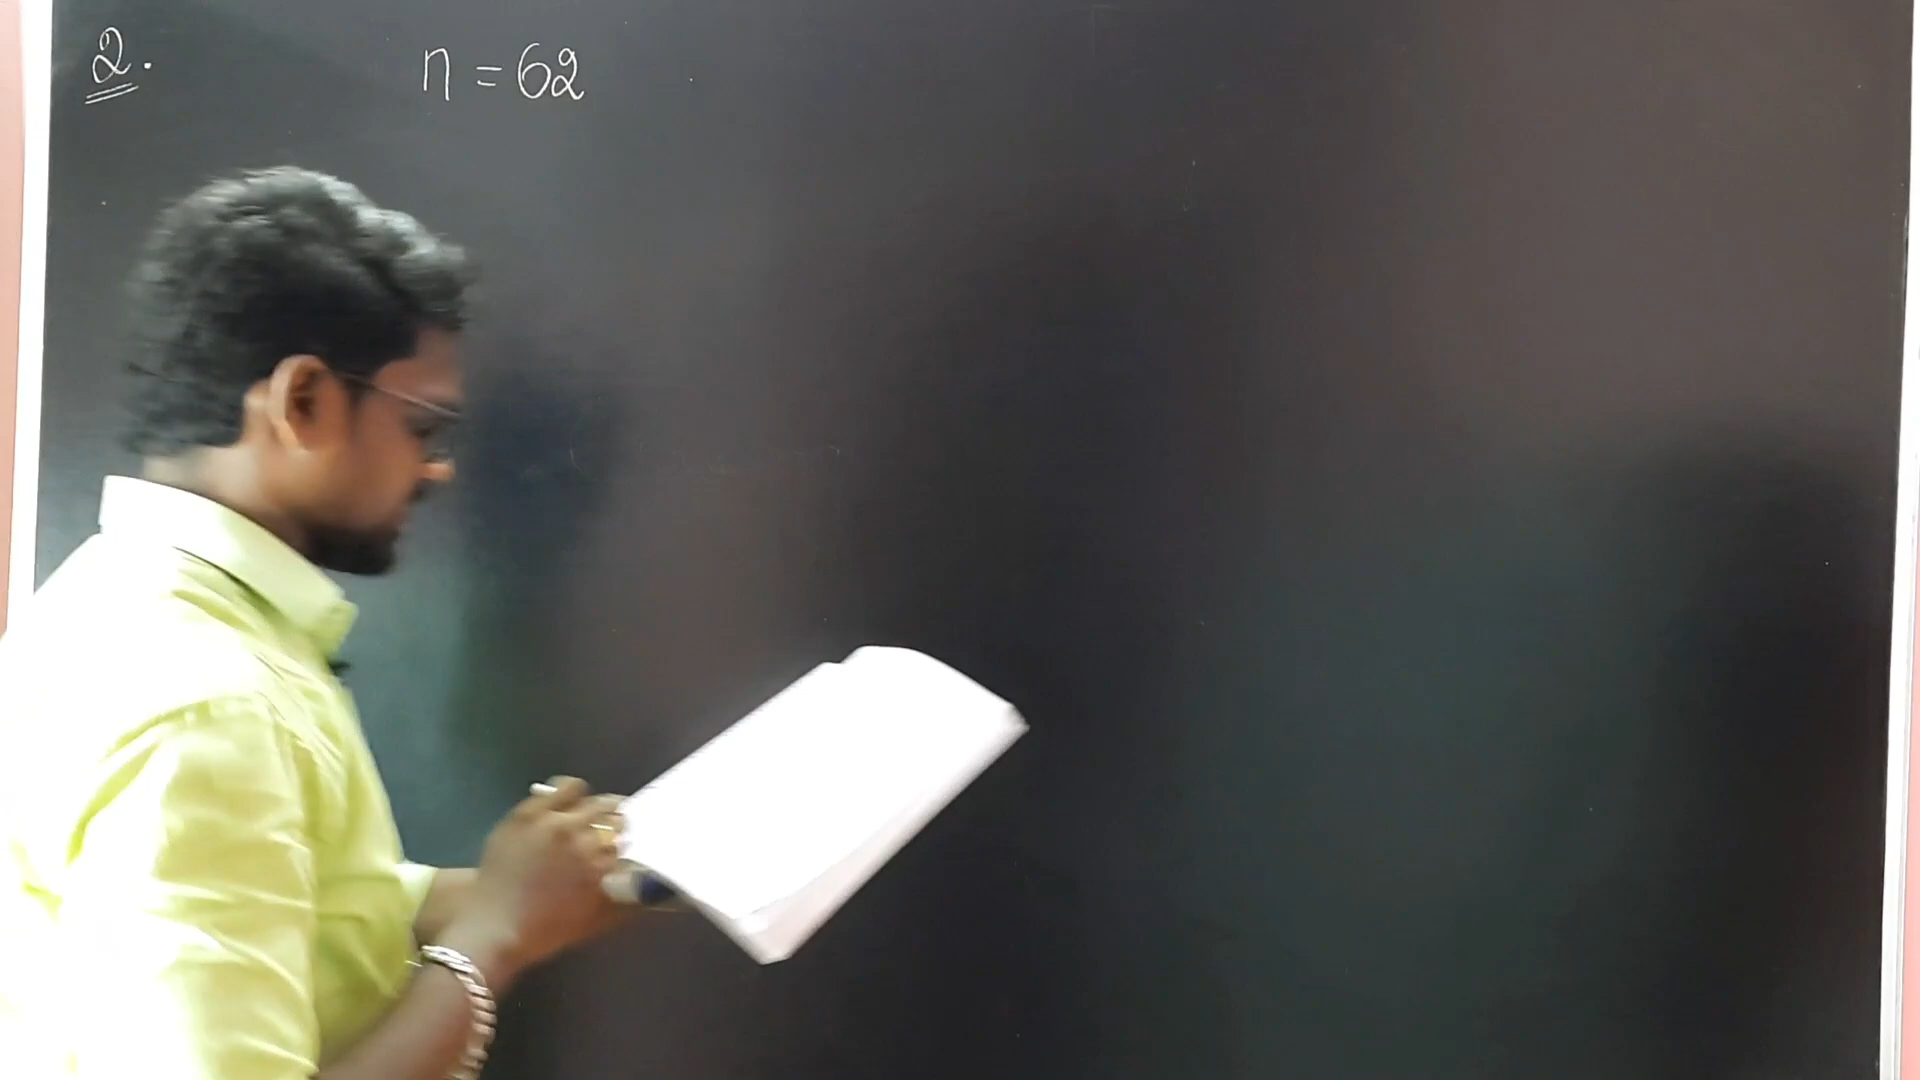 2. n = 62